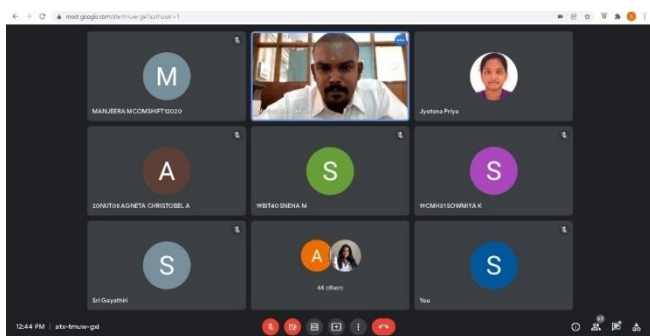 meet.google.com/atx-tmuw-gxi?authuser=1
M
MANJEERA MCOMSHIFT12020
Jyotsna Priya
A
20NUT08 AGNETA CHRISTOBEL A
S
19BIT40 SNEHA M
S
19CMH31 SOWMIYA K
S
Sri Gayathiri
A
44 others
S
You
12:44 PM | atx-tmuw-gxi